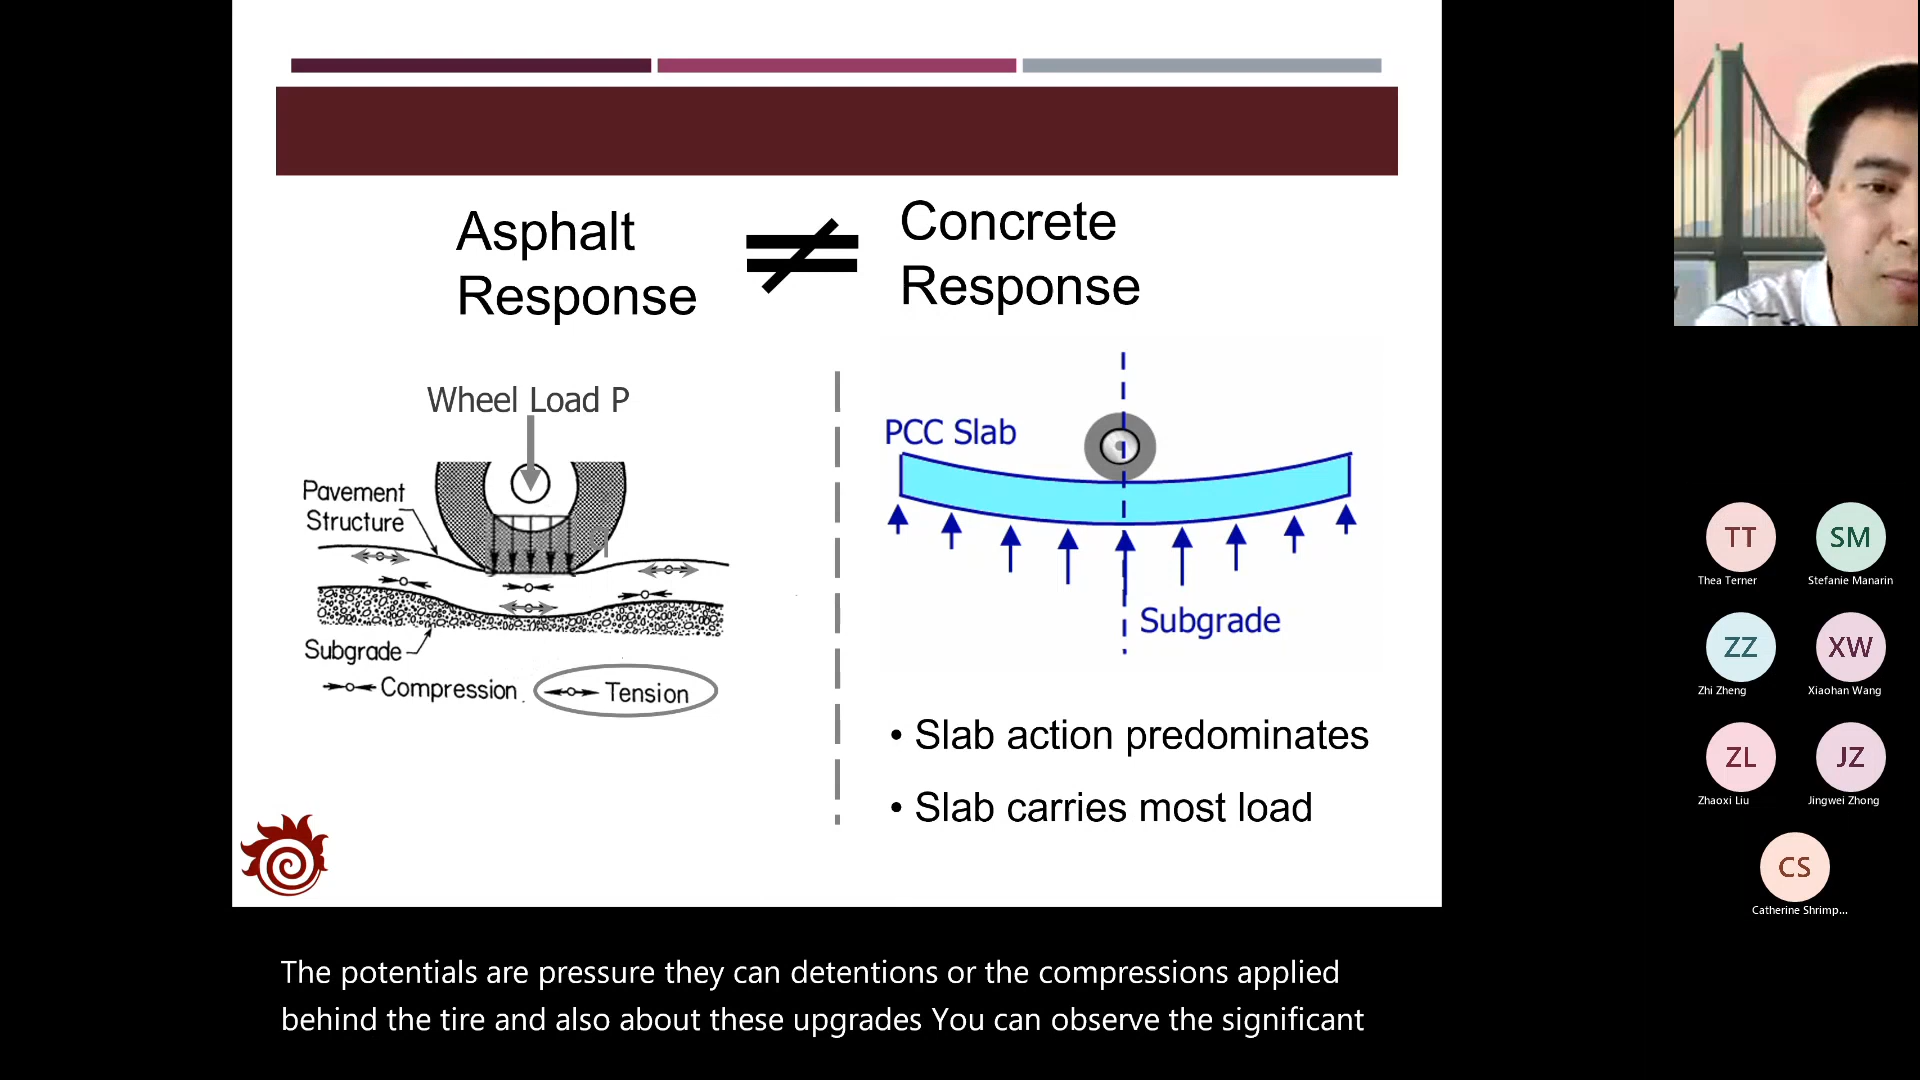 Asphalt
Response
Concrete
Response
Wheel Load P
Pavement
Structure
Subgrade
Compression
Tension
PCC Slab
Subgrade
• Slab action predominates
• Slab carries most load
TT
Thea Terner
SM
Stefanie Manarin
ZZ
Zhi Zheng
XW
Xiaohan Wang
ZL
Zhaoxi Liu
JZ
Jingwei Zhong
CS
Catherine Shrimp...
The potentials are pressure they can detentions or the compressions applied
behind the tire and also about these upgrades You can observe the significant